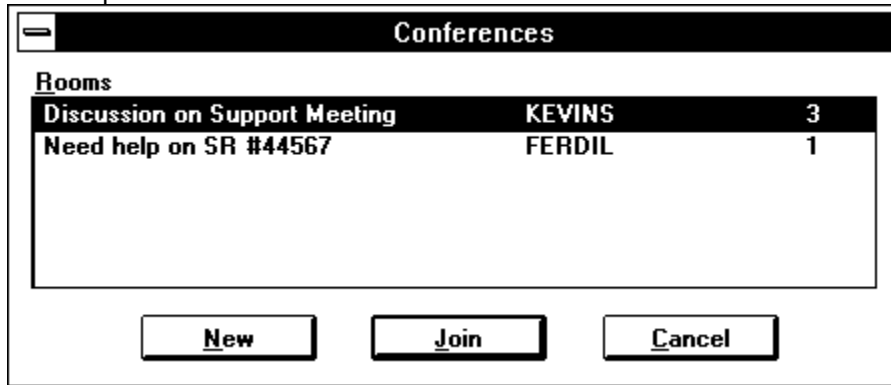 Conferences
Rooms
Discussion on Support Meeting KEVINS 3
Need help on SR #44567 FERDIL 1
New Join Cancel